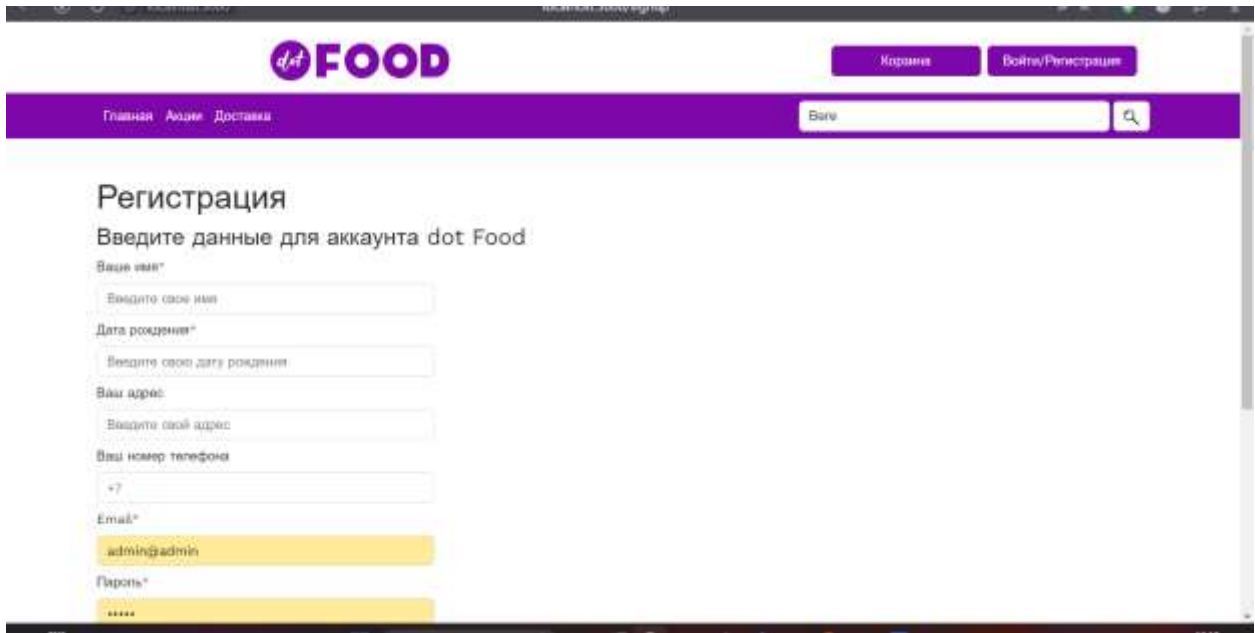 dot FOOD
Корзина
Войти/Регистрация
Главная Акции Доставка
Регистрация
Введите данные для аккаунта dot Food
Ваше имя*
Введите свое имя
Дата рождения*
Введите свою дату рождения
Ваш адрес
Введите свой адрес
Ваш номер телефона
+7
Email*
admin@admin
Пароль*
•••••